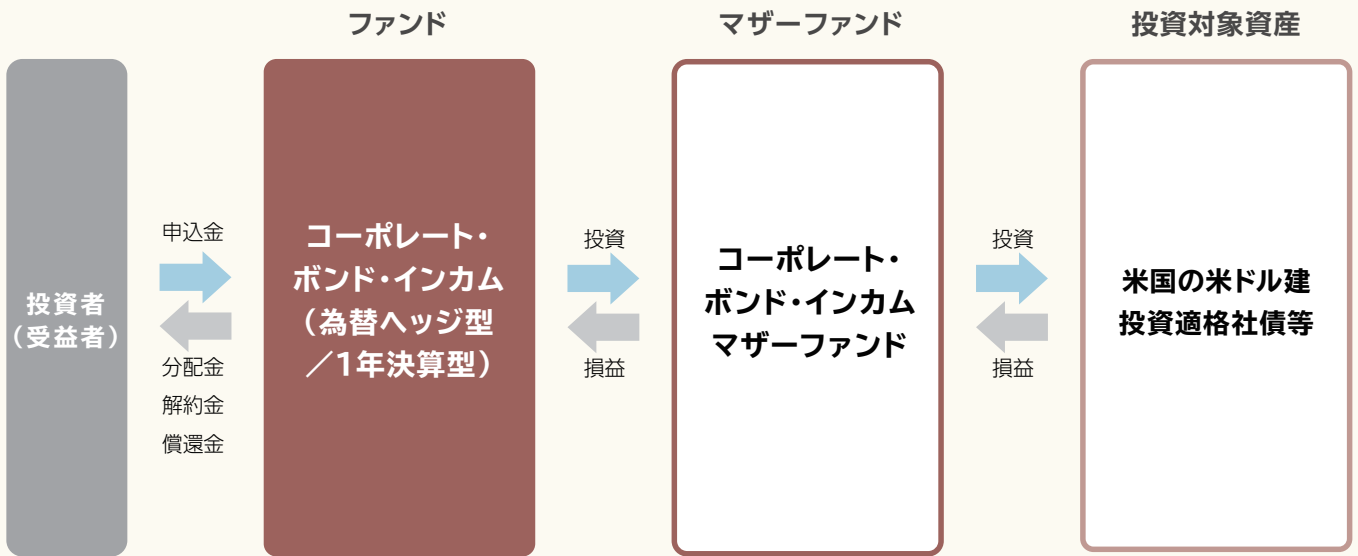 ファンド
マザーファンド
投資対象資産
投資者
（受益者）
申込金
分配金
解約金
償還金
コーポレート・
ボンド・インカム
（為替ヘッジ型
／1年決算型）
投資
損益
コーポレート・
ボンド・インカム
マザーファンド
投資
損益
米国の米ドル建
投資適格社債等